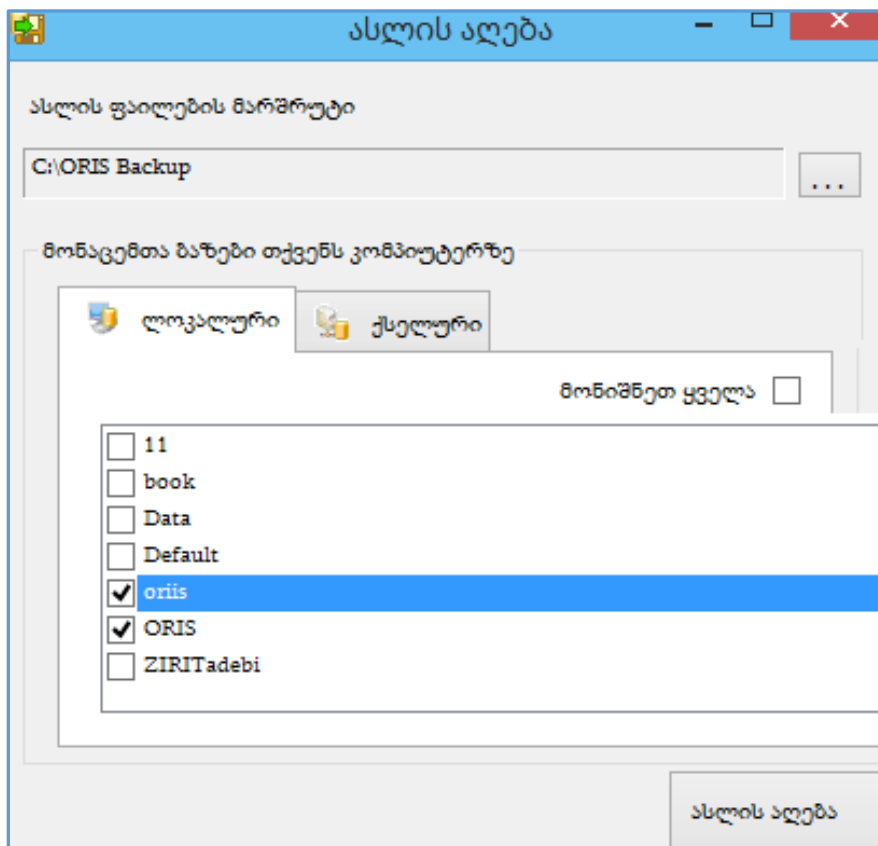 ასლის აღება
ასლის ფაილების მარშრუტი
C:\ORIS Backup
...
მონაცემთა ბაზები თქვენს კომპიუტერზე
ლოკალური
ქსელური
მონიშნეთ ყველა
11
book
Data
Default
oriis
ORIS
ZIRITadebi
ასლის აღება